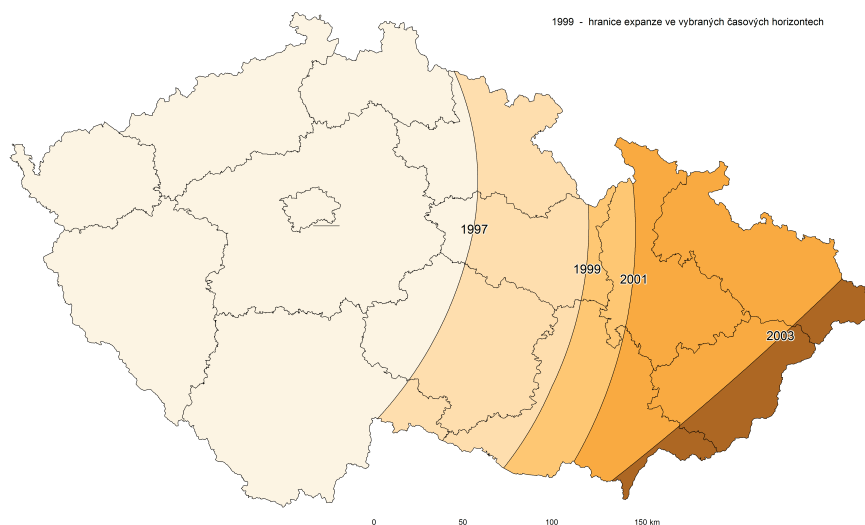 1999 - hranice expanze ve vybraných časových horizontech
1997
1999
2001
2003
0 50 100 150 km